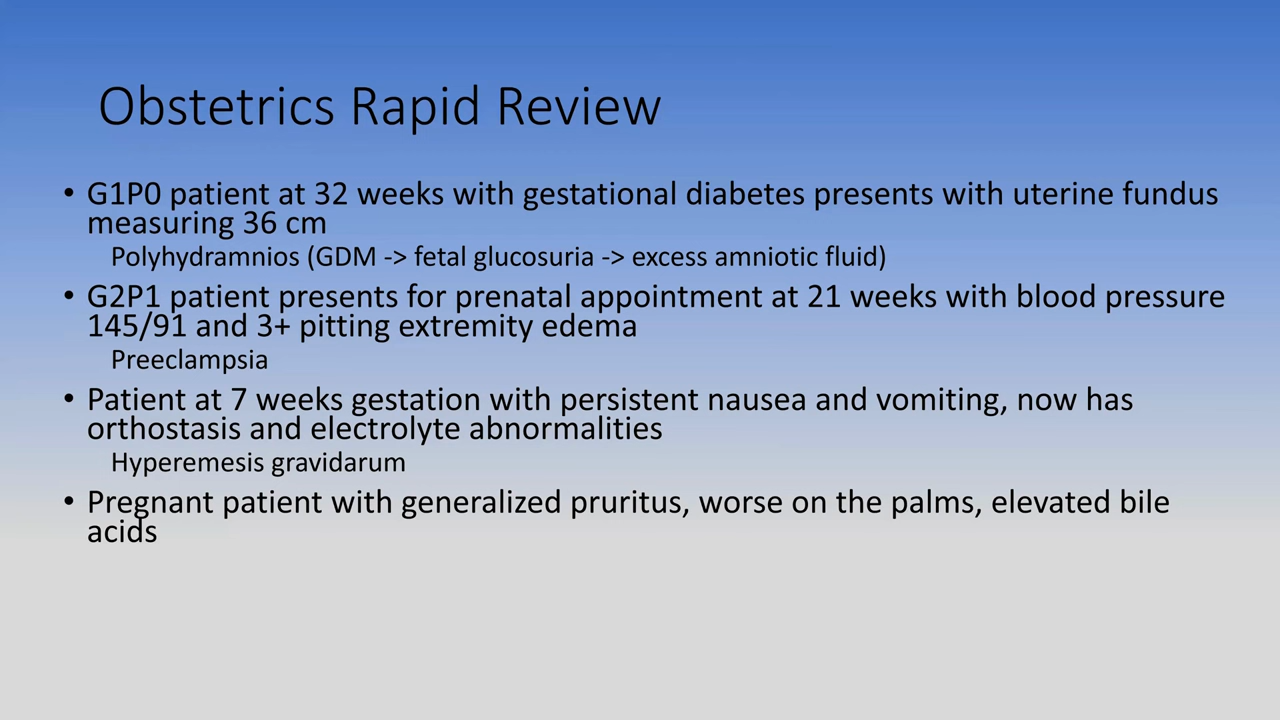 Obstetrics Rapid Review
• G1P0 patient at 32 weeks with gestational diabetes presents with uterine fundus
measuring 36 cm
Polyhydramnios (GDM -> fetal glucosuria -> excess amniotic fluid)
• G2P1 patient presents for prenatal appointment at 21 weeks with blood pressure
145/91 and 3+ pitting extremity edema
Preeclampsia
• Patient at 7 weeks gestation with persistent nausea and vomiting, now has
orthostasis and electrolyte abnormalities
Hyperemesis gravidarum
• Pregnant patient with generalized pruritus, worse on the palms, elevated bile
acids